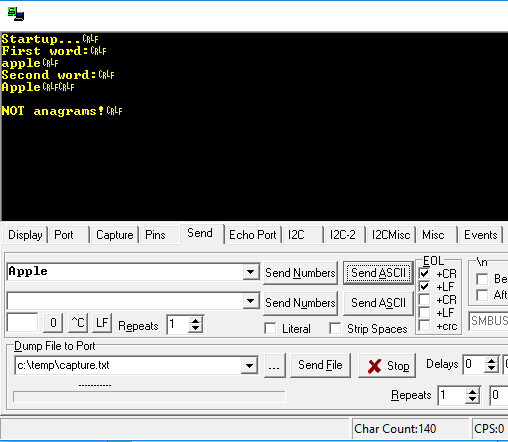 Startup...CRLF
First word:CRLF
appleCRLF
Second word:CRLF
AppleCRLFCRLF
NOT anagrams!CRLF
Display Port Capture Pins Send Echo Port I2C I2C-2 I2CMisc Misc Events
Apple Send Numbers Send ASCII
EOL
+CR
+LF
+CR
+LF
+crc
\n
Be
Aft
Send Numbers Send ASCII
0 ^C LF Repeats 1 Literal Strip Spaces
SMBUS
Dump File to Port
c:\temp\capture.txt ... Send File Stop Delays 0 0
Repeats 1 0
Char Count:140 CPS:0